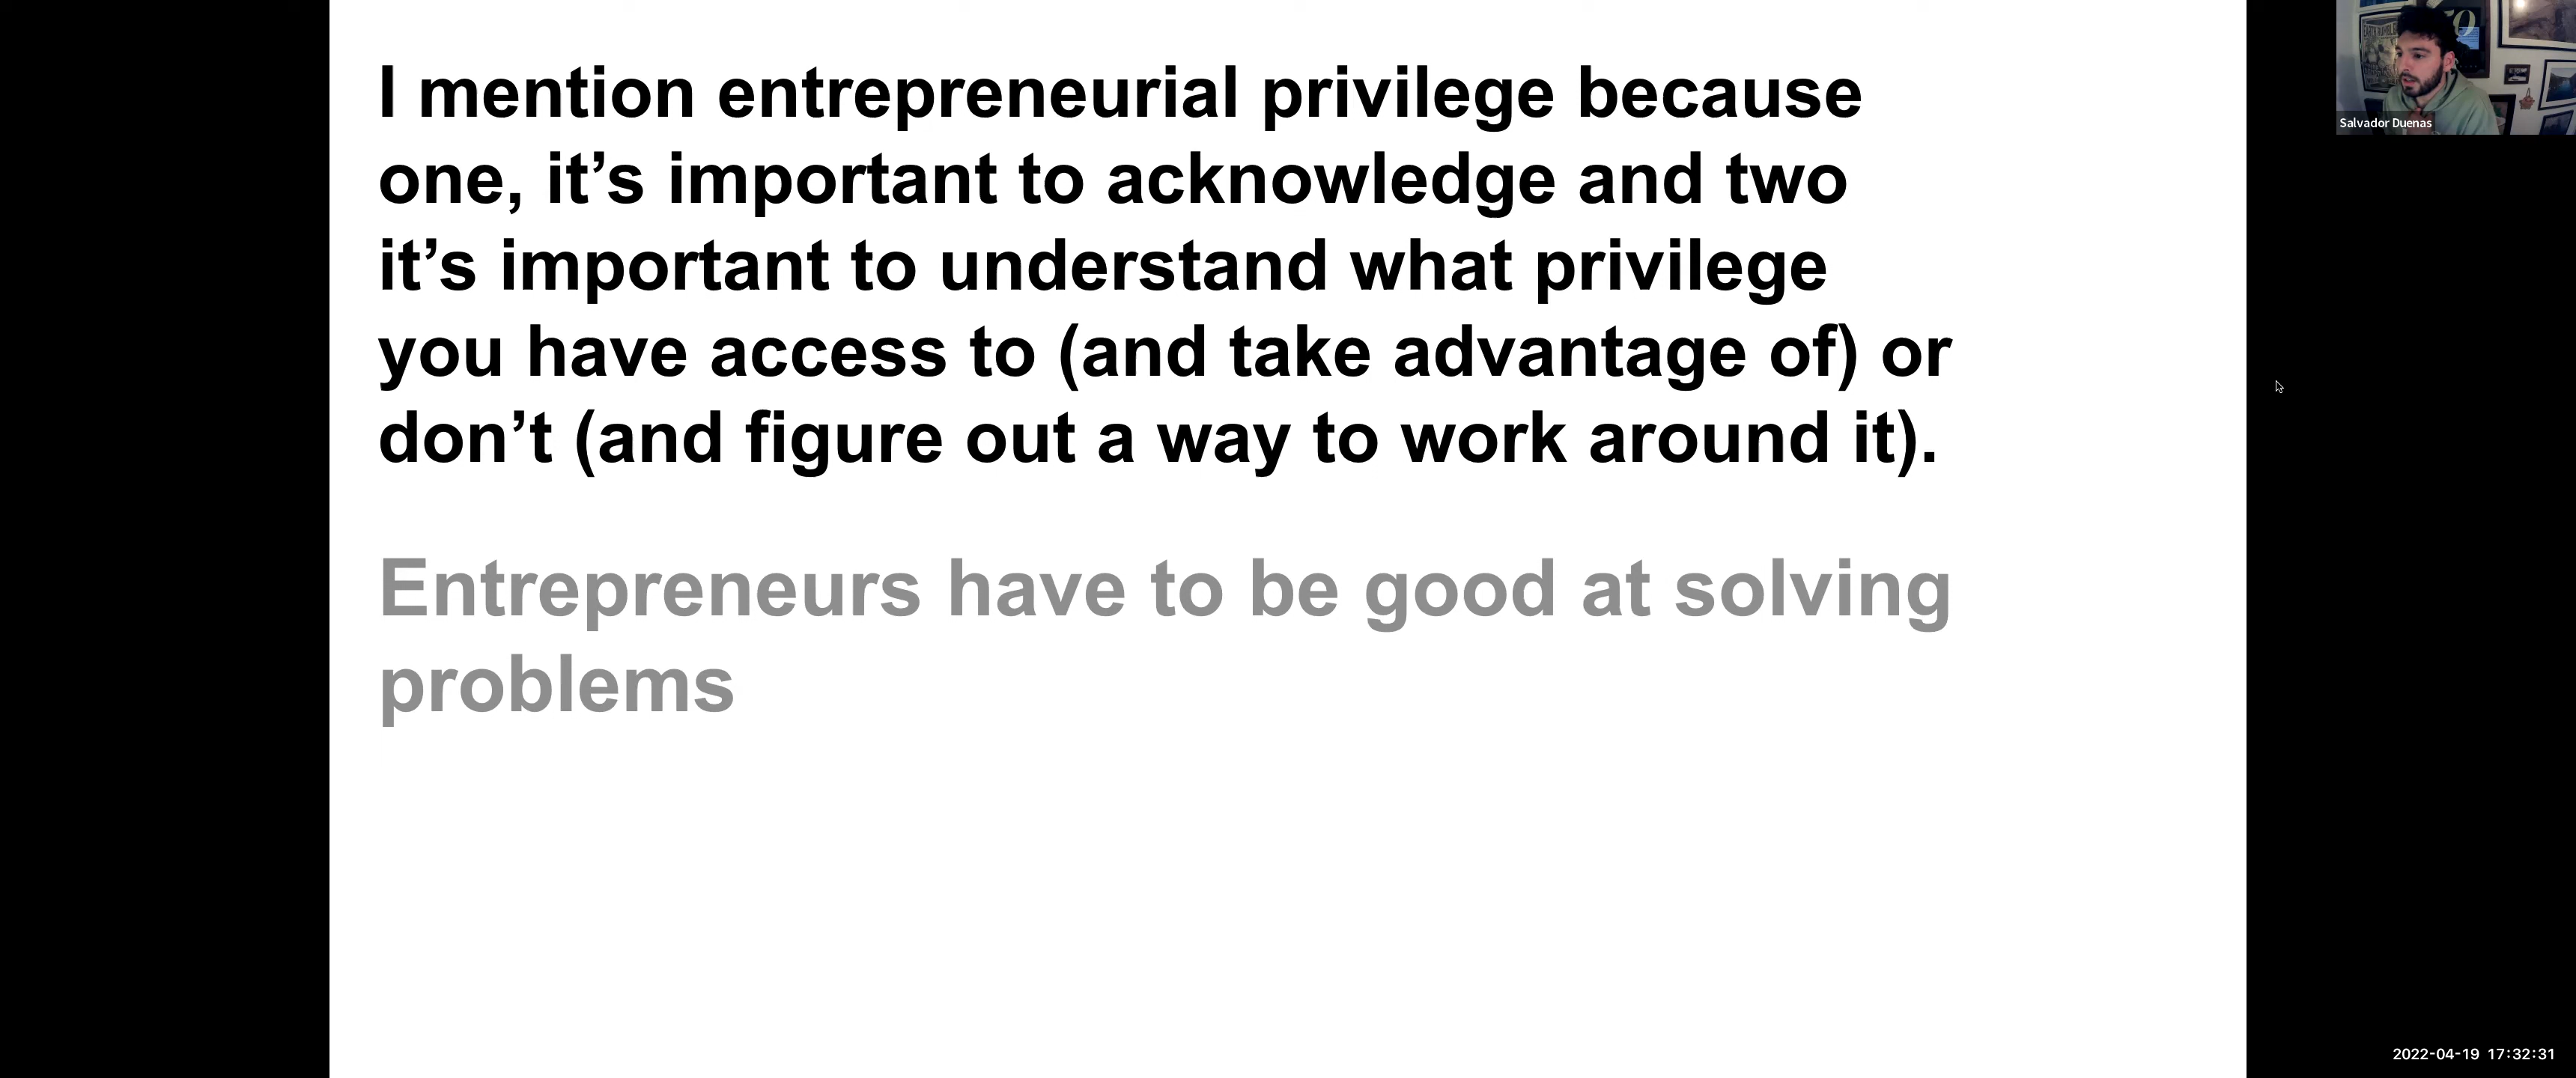 I mention entrepreneurial privilege because
one, it’s important to acknowledge and two
it’s important to understand what privilege
you have access to (and take advantage of) or
don’t (and figure out a way to work around it).
Entrepreneurs have to be good at solving
problems
Salvador Duenas
2022-04-19 17:32:31